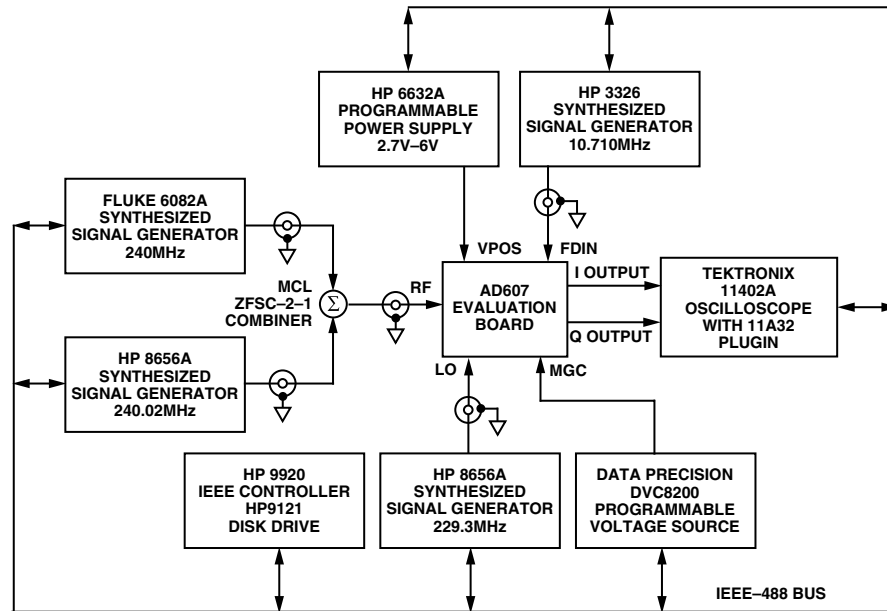 HP 6632A
PROGRAMMABLE
POWER SUPPLY
2.7V–6V
HP 3326
SYNTHESIZED
SIGNAL GENERATOR
10.710MHz
FLUKE 6082A
SYNTHESIZED
SIGNAL GENERATOR
240MHz
VPOS
FDIN
MCL
ZFSC–2–1
COMBINER
Σ
RF
AD607
EVALUATION
BOARD
I OUTPUT
Q OUTPUT
TEKTRONIX
11402A
OSCILLOSCOPE
WITH 11A32
PLUGIN
HP 8656A
SYNTHESIZED
SIGNAL GENERATOR
240.02MHz
LO
MGC
HP 9920
IEEE CONTROLLER
HP9121
DISK DRIVE
HP 8656A
SYNTHESIZED
SIGNAL GENERATOR
229.3MHz
DATA PRECISION
DVC8200
PROGRAMMABLE
VOLTAGE SOURCE
IEEE–488 BUS